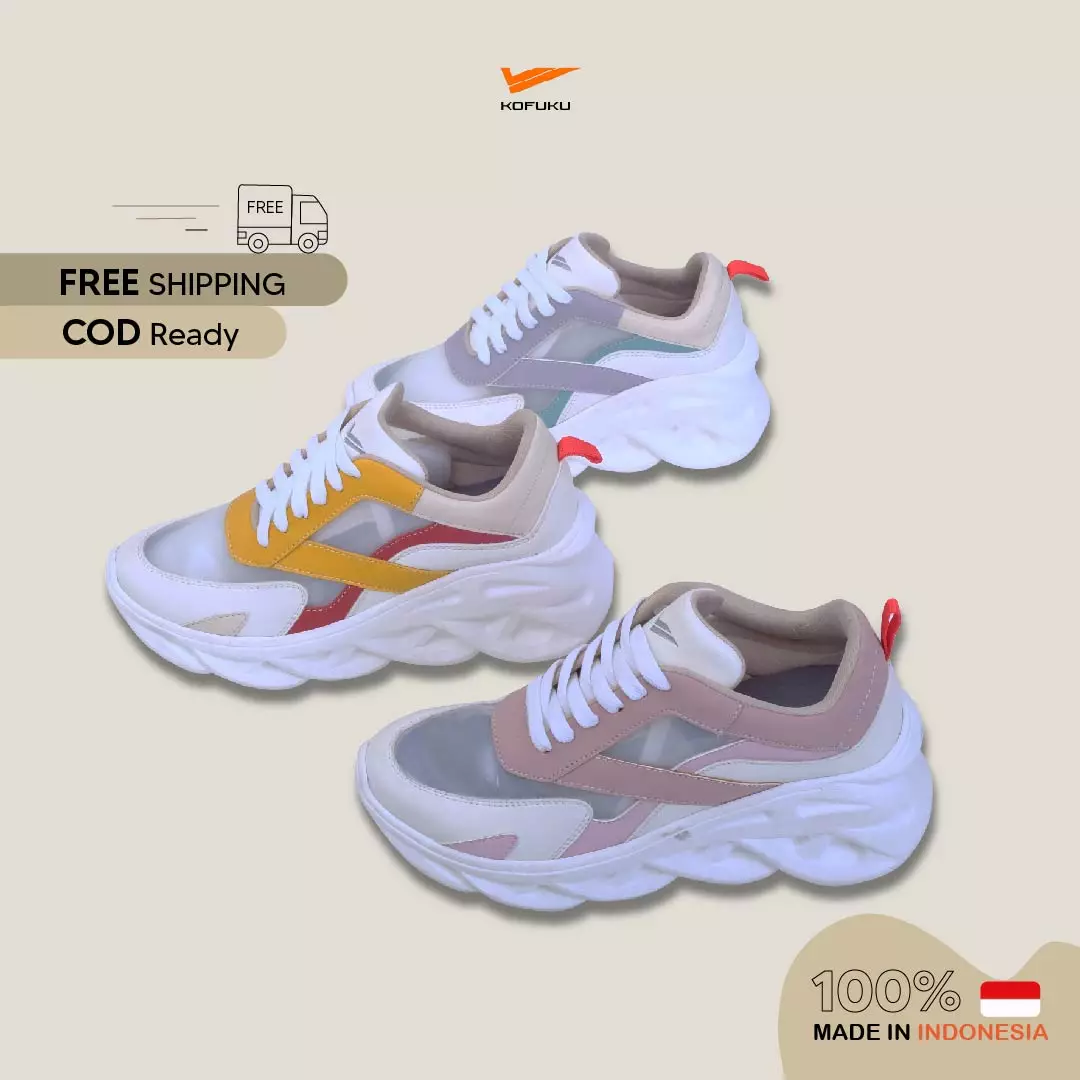 KOFUKU
FREE
FREE SHIPPING
COD Ready
100%
MADE IN INDONESIA